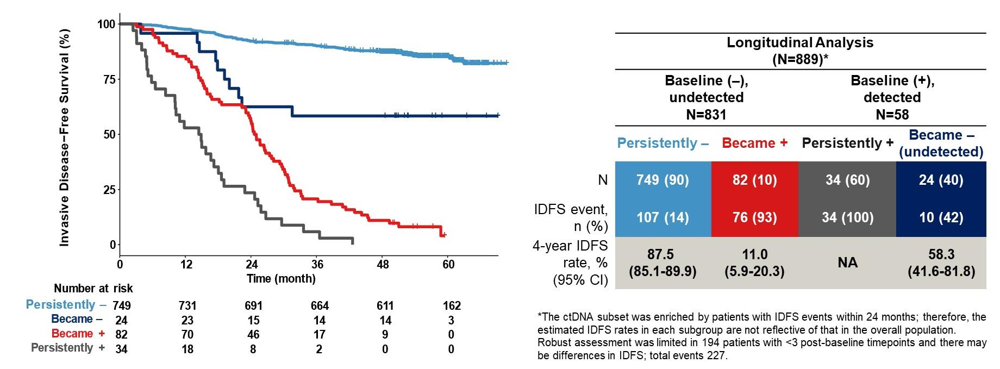 Invasive Disease–Free Survival (%)
100
75
50
25
0
0 12 24 36 48 60
Time (month)
Number at risk
Persistently – 749 731 691 664 611 162
Became – 24 23 15 14 14 3
Became + 82 70 46 17 9 0
Persistently + 34 18 8 2 0 0
Longitudinal Analysis
(N=889)*
Baseline (–),
undetected
N=831
Baseline (+),
detected
N=58
Persistently – Became + Persistently + Became –
(undetected)
N 749 (90) 82 (10) 34 (60) 24 (40)
IDFS event,
n (%) 107 (14) 76 (93) 34 (100) 10 (42)
4-year IDFS
rate, %
(95% CI)
87.5
(85.1-89.9)
11.0
(5.9-20.3)
NA
58.3
(41.6-81.8)
*The ctDNA subset was enriched by patients with IDFS events within 24 months; therefore, the
estimated IDFS rates in each subgroup are not reflective of that in the overall population.
Robust assessment was limited in 194 patients with <3 post-baseline timepoints and there may
be differences in IDFS; total events 227.